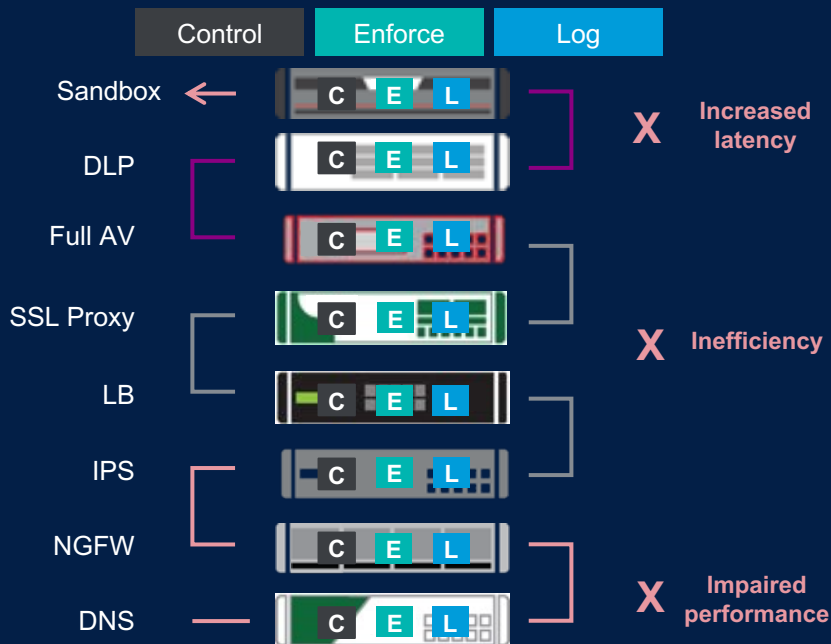 Control Enforce Log
Sandbox C E L
Increased
X latency
DLP C E L
Full AV C E L
SSL Proxy C E L
X Inefficiency
LB C E L
IPS C E L
NGFW C E L
Impaired
X performance
DNS C E L